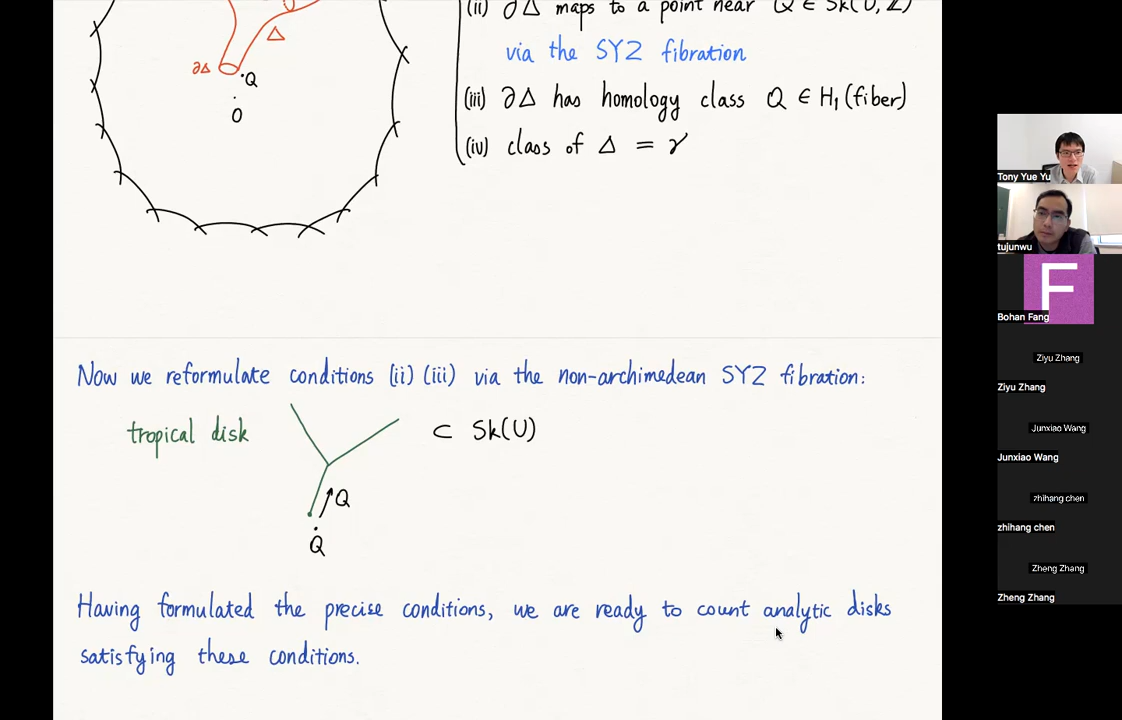 (ii) ∂Δ maps to a point near Q ∈ Sk(U, Z)
via the SYZ fibration
(iii) ∂Δ has homology class Q ∈ H₁(fiber)
(iv) class of Δ = γ
Δ
∂Δ
Q
O
Now we reformulate conditions (ii) (iii) via the non-archimedean SYZ fibration:
tropical disk
⊂ Sk(U)
Q
Q
Having formulated the precise conditions, we are ready to count analytic disks
satisfying these conditions.
Tony Yue Yu
tujunwu
F
Bohan Fang
Ziyu Zhang
Ziyu Zhang
Junxiao Wang
Junxiao Wang
zhihang chen
zhihang chen
Zheng Zhang
Zheng Zhang